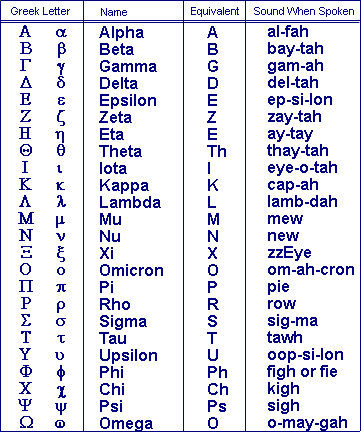 Greek Letter Name Equivalent Sound When Spoken
Α α Alpha A al-fah
Β β Beta B bay-tah
Γ γ Gamma G gam-ah
Δ δ Delta D del-tah
Ε ε Epsilon E ep-si-lon
Ζ ζ Zeta Z zay-tah
Η η Eta E ay-tay
Θ θ Theta Th thay-tah
Ι ι Iota I eye-o-tah
Κ κ Kappa K cap-ah
Λ λ Lambda L lamb-dah
Μ μ Mu M mew
Ν ν Nu N new
Ξ ξ Xi X zzEye
Ο ο Omicron O om-ah-cron
Π π Pi P pie
Ρ ρ Rho R row
Σ σ Sigma S sig-ma
Τ τ Tau T tawh
Υ υ Upsilon U oop-si-lon
Φ ϕ Phi Ph figh or fie
Χ χ Chi Ch kigh
Ψ ψ Psi Ps sigh
Ω ω Omega O o-may-gah